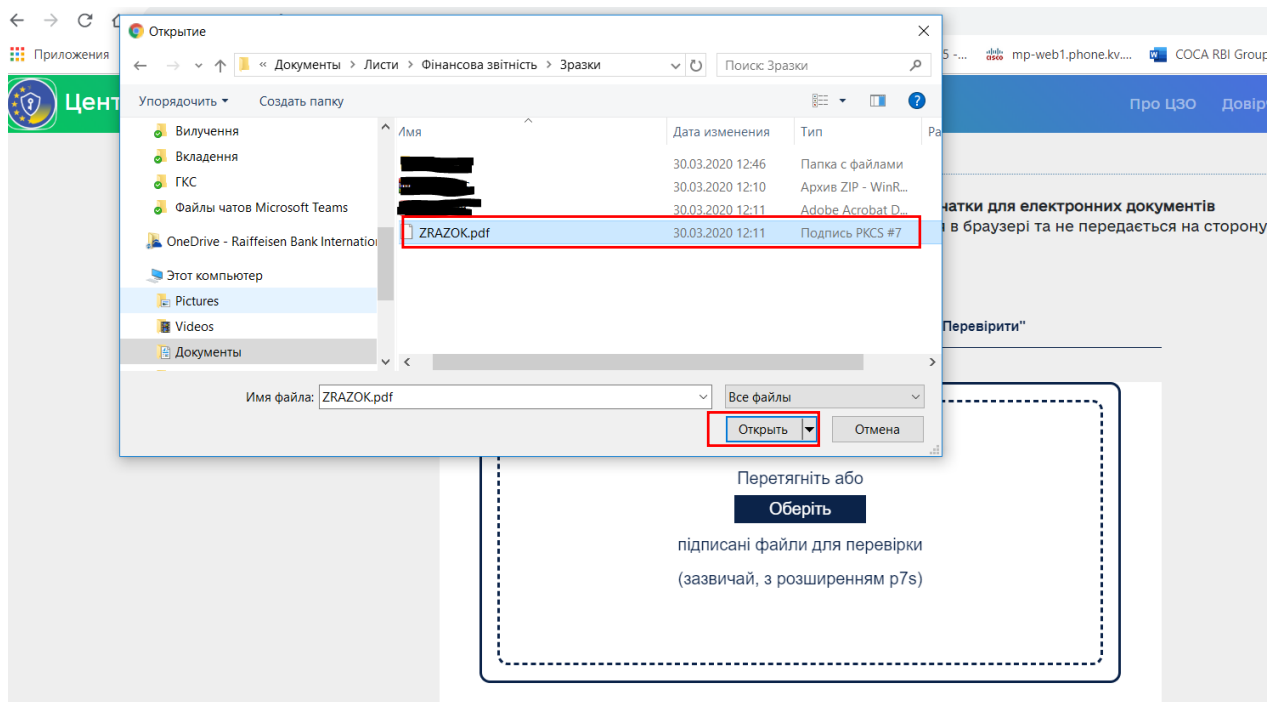 Открытие
Приложения
5 -...
mp-web1.phone.kv....
COCA RBI Group
« Документы > Листи > Фінансова звітність > Зразки
Поиск: Зразки
Цент
Про ЦЗО
Довір
Упорядочить
Создать папку
Вилучення
Вкладення
ГКС
Файлы чатов Microsoft Teams
OneDrive - Raiffeisen Bank Internation
Этот компьютер
Pictures
Videos
Документы
Имя
Дата изменения
Тип
Ра
30.03.2020 12:46
Папка с файлами
30.03.2020 12:10
Архив ZIP - WinR...
30.03.2020 12:11
Adobe Acrobat D...
ZRAZOK.pdf
30.03.2020 12:11
Подпись PKCS #7
чатки для електронних документів
я в браузері та не передається на сторону
Перевірити"
Имя файла:
ZRAZOK.pdf
Все файлы
Открыть
Отмена
Перетягніть або
Оберіть
підписані файли для перевірки
(зазвичай, з розширенням p7s)